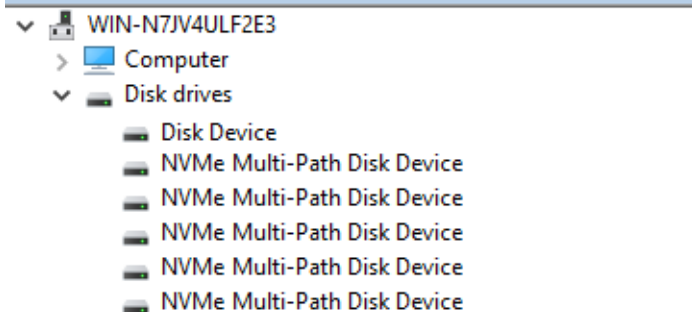 WIN-N7JV4ULF2E3
Computer
Disk drives
Disk Device
NVMe Multi-Path Disk Device
NVMe Multi-Path Disk Device
NVMe Multi-Path Disk Device
NVMe Multi-Path Disk Device
NVMe Multi-Path Disk Device